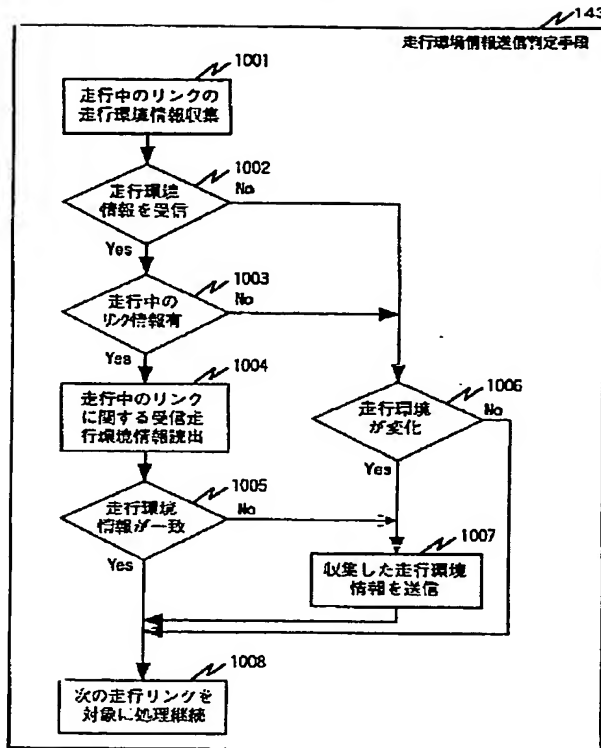 143
走行環境情報送信判定手段
1001
走行中のリンクの
走行環境情報収集
1002
走行環境
情報を受信
No
Yes
1003
走行中の
リンク情報有
No
Yes
1004
走行中のリンク
に関する受信走
行環境情報読出
1006
走行環境
が変化
No
Yes
1005
走行環境
情報が一致
No
Yes
1007
収集した走行環境
情報を送信
1008
次の走行リンクを
対象に処理継続